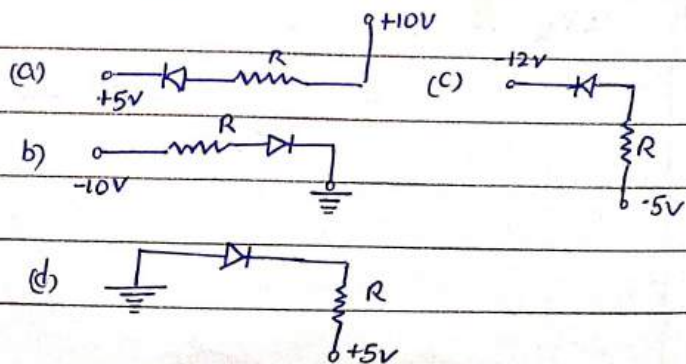 +10V
(a) R -12V
+5V (C)
b) R R
-10V -5V
(d) R
+5V